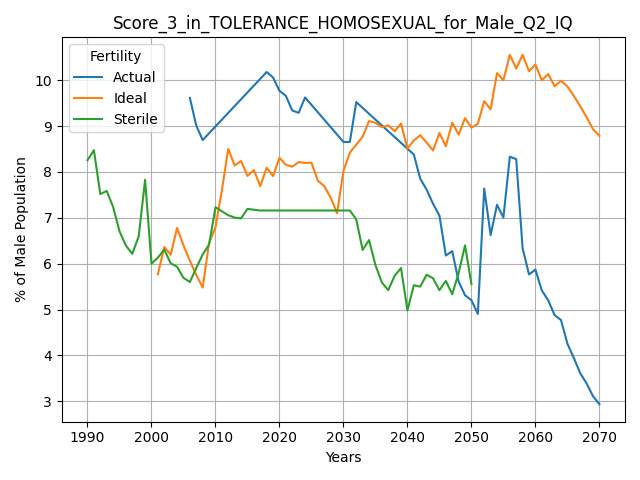 Score_3_in_TOLERANCE_HOMOSEXUAL_for_Male_Q2_IQ
Fertility
Actual
Ideal
Sterile
% of Male Population
10
9
8
7
6
5
4
3
1990 2000 2010 2020 2030 2040 2050 2060 2070
Years